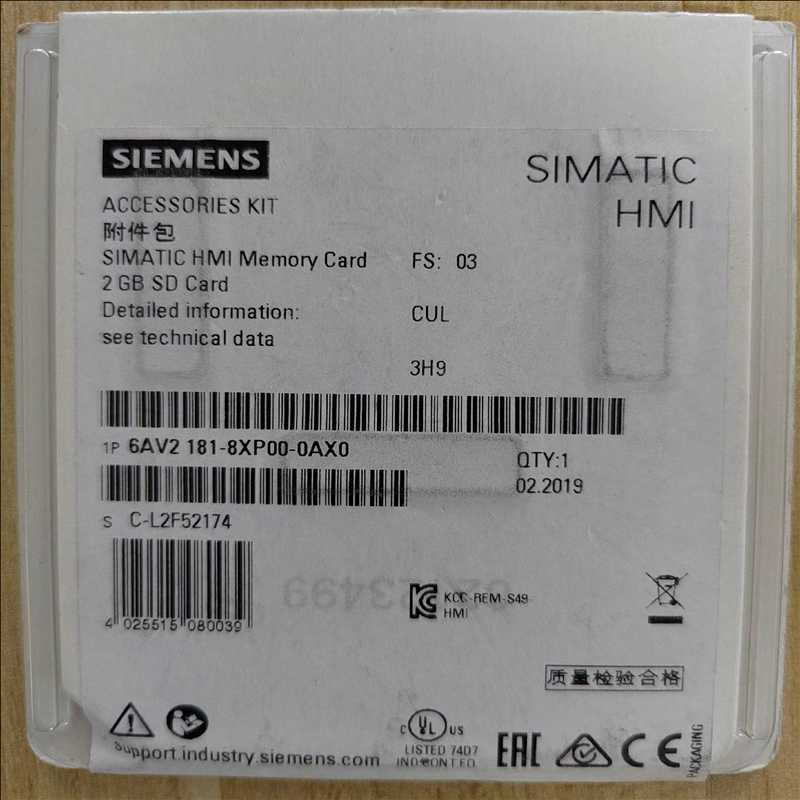 SIEMENS
SIMATIC
HMI
ACCESSORIES KIT
附件包
SIMATIC HMI Memory Card
FS: 03
2 GB SD Card
Detailed information:
CUL
see technical data
3H9
1P 6AV2 181-8XP00-0AX0
QTY:1
02.2019
S C-L2F52174
KCC-REM-S49-
HMI
4 025515 080039
质量检验合格
support.industry.siemens.com
C UL US
LISTED 74D7
IND.CONT.EQ.
EAC
CE
PACKAGING